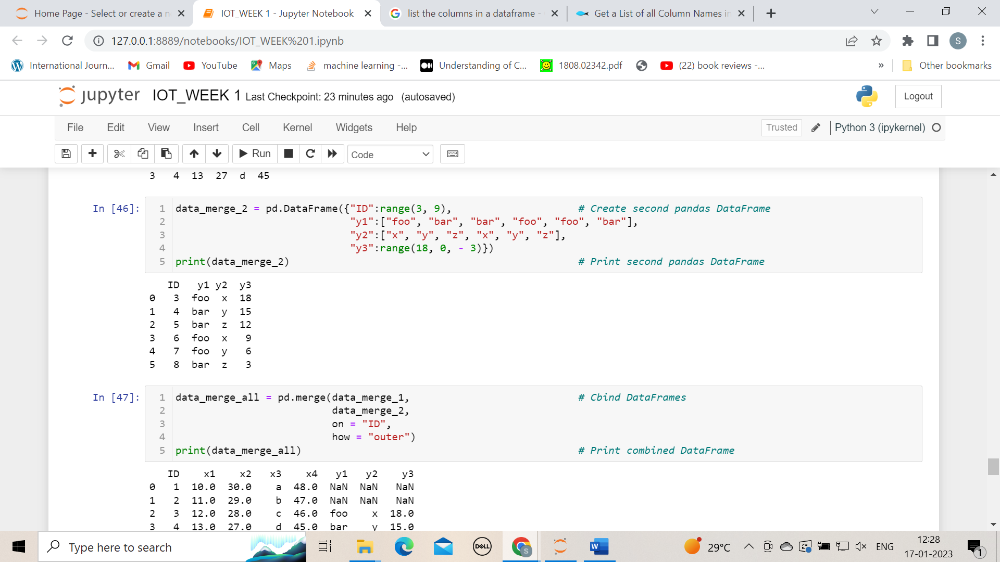 Home Page - Select or create a n
IOT_WEEK 1 - Jupyter Notebook
list the columns in a dataframe -
Get a List of all Column Names in
127.0.0.1:8889/notebooks/IOT_WEEK%201.ipynb
S
International Journ...
Gmail
YouTube
Maps
machine learning -...
Understanding of C...
1808.02342.pdf
(22) book reviews -...
»
Other bookmarks
jupyter IOT_WEEK 1 Last Checkpoint: 23 minutes ago (autosaved)
Logout
File Edit View Insert Cell Kernel Widgets Help
Trusted
Python 3 (ipykernel)
Run
Code
3 4 13 27 d 45
In [46]:
1 data_merge_2 = pd.DataFrame({"ID":range(3, 9), # Create second pandas DataFrame
2 "y1":["foo", "bar", "bar", "foo", "foo", "bar"],
3 "y2":["x", "y", "z", "x", "y", "z"],
4 "y3":range(18, 0, - 3)})
5 print(data_merge_2) # Print second pandas DataFrame
ID y1 y2 y3
0 3 foo x 18
1 4 bar y 15
2 5 bar z 12
3 6 foo x 9
4 7 foo y 6
5 8 bar z 3
In [47]:
1 data_merge_all = pd.merge(data_merge_1, # Cbind DataFrames
2 data_merge_2,
3 on = "ID",
4 how = "outer")
5 print(data_merge_all) # Print combined DataFrame
ID x1 x2 x3 x4 y1 y2 y3
0 1 10.0 30.0 a 48.0 NaN NaN NaN
1 2 11.0 29.0 b 47.0 NaN NaN NaN
2 3 12.0 28.0 c 46.0 foo x 18.0
3 4 13.0 27.0 d 45.0 bar y 15.0
Type here to search
DELL
S
W
29°C
ENG
12:28
17-01-2023
1